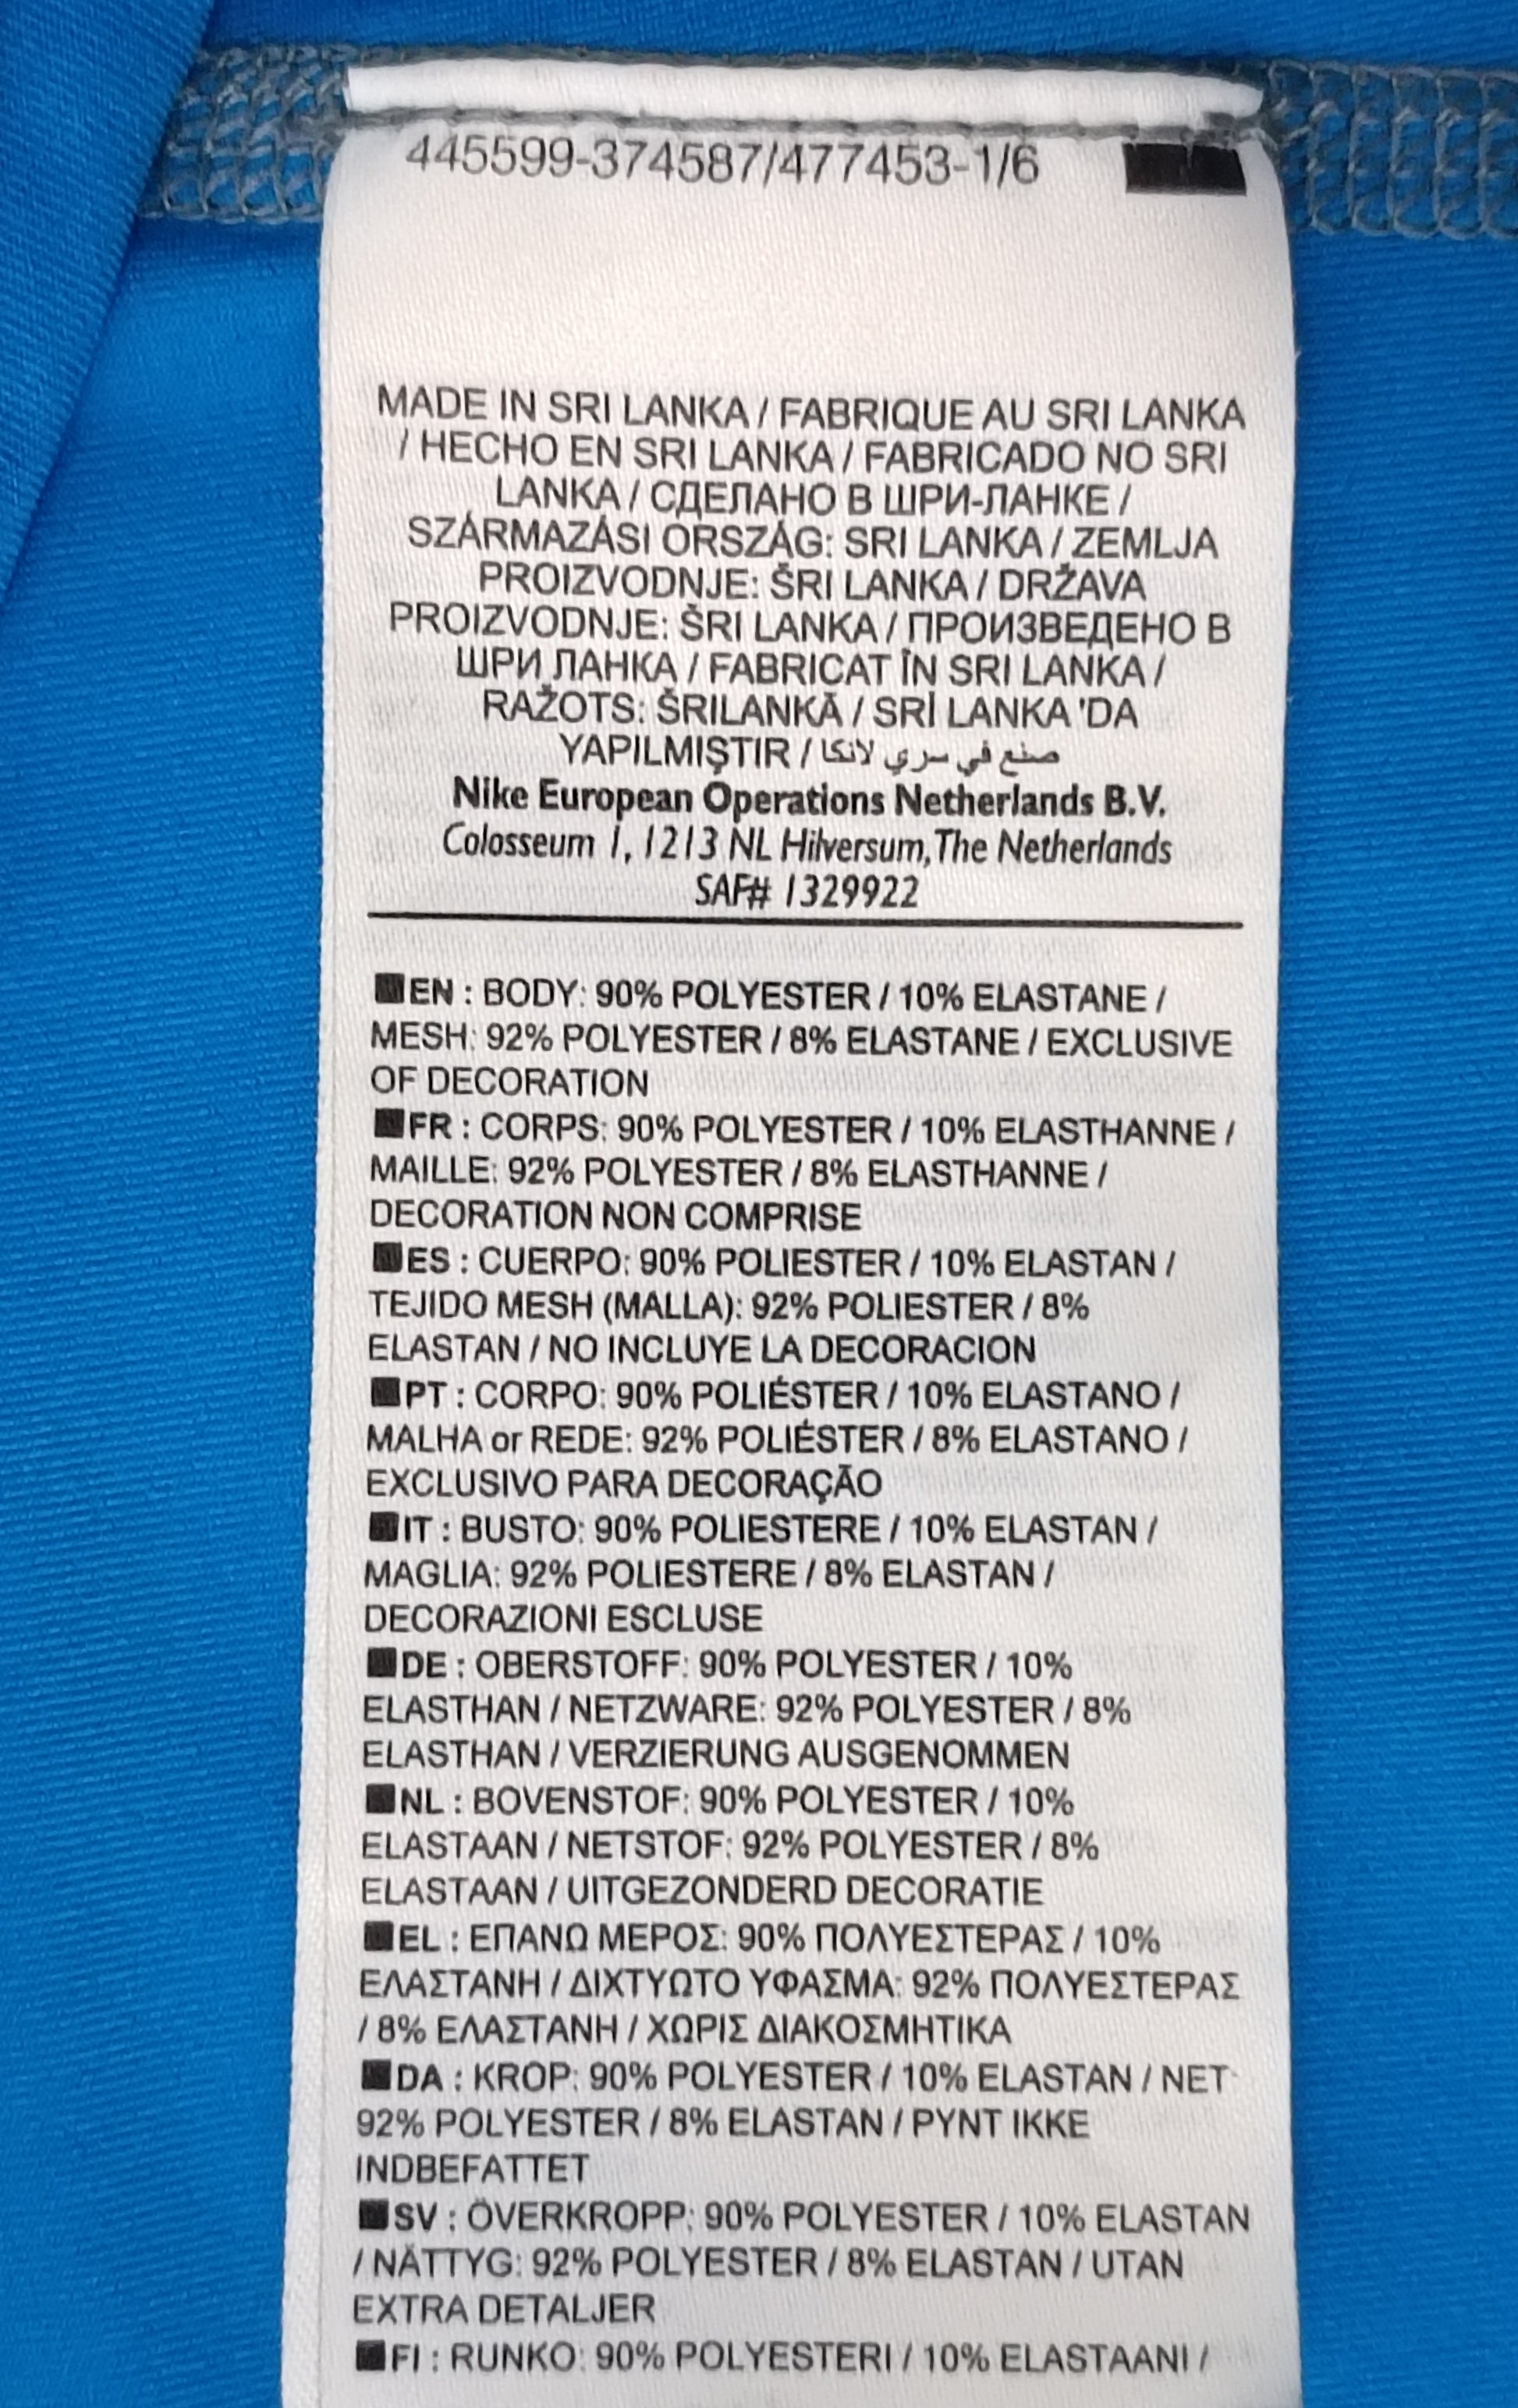 445599-374587/477453-1/6
MADE IN SRI LANKA / FABRIQUE AU SRI LANKA
/ HECHO EN SRI LANKA / FABRICADO NO SRI
LANKA / СДЕЛАНО В ШРИ-ЛАНКЕ /
SZÁRMAZÁSI ORSZÁG: SRI LANKA / ZEMLJA
PROIZVODNJE: ŠRI LANKA / DRŽAVA
PROIZVODNJE: ŠRI LANKA / ПРОИЗВЕДЕНО В
ШРИ ЛАНКА / FABRICAT ÎN SRI LANKA /
RAŽOTS: ŠRILANKĀ / SRİ LANKA 'DA
YAPILMIŞTIR / صنع في سري لانكا
Nike European Operations Netherlands B.V.
Colosseum 1, 1213 NL Hilversum, The Netherlands
SAF# 1329922
EN : BODY: 90% POLYESTER / 10% ELASTANE /
MESH: 92% POLYESTER / 8% ELASTANE / EXCLUSIVE
OF DECORATION
FR : CORPS: 90% POLYESTER / 10% ELASTHANNE /
MAILLE: 92% POLYESTER / 8% ELASTHANNE /
DECORATION NON COMPRISE
ES : CUERPO: 90% POLIESTER / 10% ELASTAN /
TEJIDO MESH (MALLA): 92% POLIESTER / 8%
ELASTAN / NO INCLUYE LA DECORACION
PT : CORPO: 90% POLIÉSTER / 10% ELASTANO /
MALHA or REDE: 92% POLIÉSTER / 8% ELASTANO /
EXCLUSIVO PARA DECORAÇÃO
IT : BUSTO: 90% POLIESTERE / 10% ELASTAN /
MAGLIA: 92% POLIESTERE / 8% ELASTAN /
DECORAZIONI ESCLUSE
DE : OBERSTOFF: 90% POLYESTER / 10%
ELASTHAN / NETZWARE: 92% POLYESTER / 8%
ELASTHAN / VERZIERUNG AUSGENOMMEN
NL : BOVENSTOF: 90% POLYESTER / 10%
ELASTAAN / NETSTOF: 92% POLYESTER / 8%
ELASTAAN / UITGEZONDERD DECORATIE
EL : ΕΠΑΝΩ ΜΕΡΟΣ: 90% ΠΟΛΥΕΣΤΕΡΑΣ / 10%
ΕΛΑΣΤΑΝΗ / ΔΙΧΤΥΩΤΟ ΥΦΑΣΜΑ: 92% ΠΟΛΥΕΣΤΕΡΑΣ
/ 8% ΕΛΑΣΤΑΝΗ / ΧΩΡΙΣ ΔΙΑΚΟΣΜΗΤΙΚΑ
DA : KROP: 90% POLYESTER / 10% ELASTAN / NET:
92% POLYESTER / 8% ELASTAN / PYNT IKKE
INDBEFATTET
SV : ÖVERKROPP: 90% POLYESTER / 10% ELASTAN
/ NÄTTYG: 92% POLYESTER / 8% ELASTAN / UTAN
EXTRA DETALJER
FI : RUNKO: 90% POLYESTERI / 10% ELASTAANI /